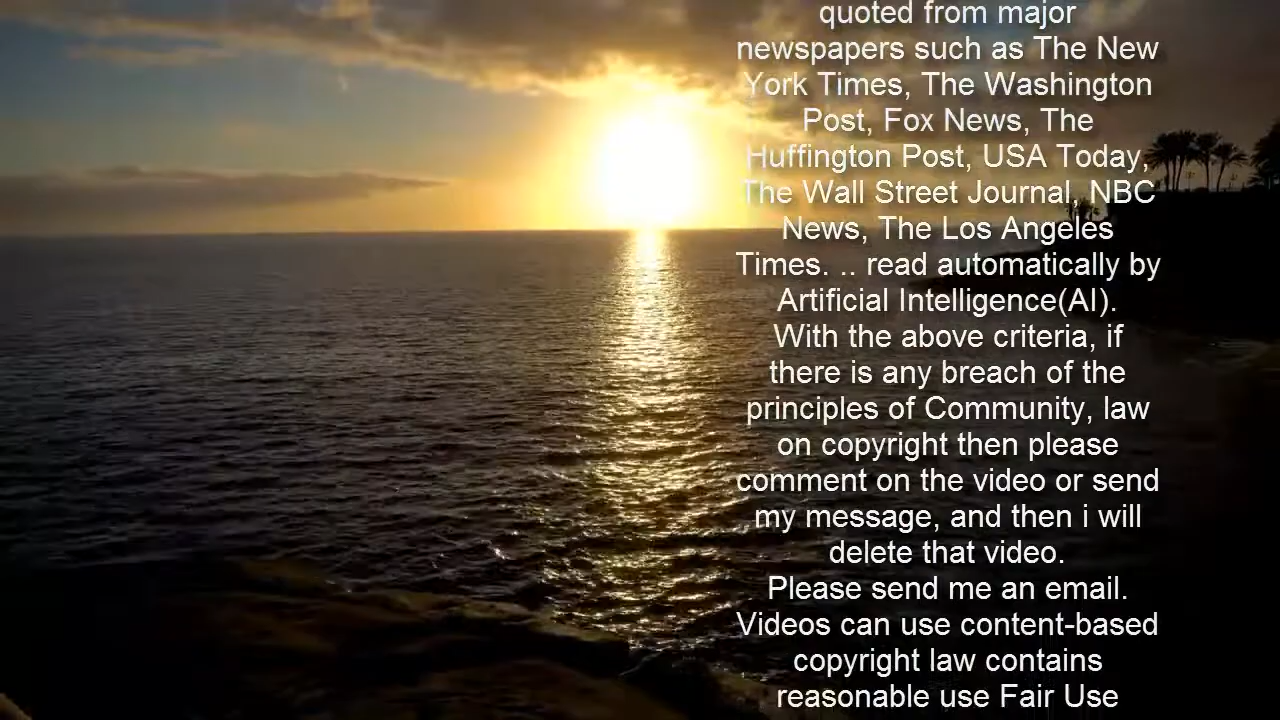 quoted from major
newspapers such as The New
York Times, The Washington
Post, Fox News, The
Huffington Post, USA Today,
The Wall Street Journal, NBC
News, The Los Angeles
Times. .. read automatically by
Artificial Intelligence(AI).
With the above criteria, if
there is any breach of the
principles of Community, law
on copyright then please
comment on the video or send
my message, and then i will
delete that video.
Please send me an email.
Videos can use content-based
copyright law contains
reasonable use Fair Use